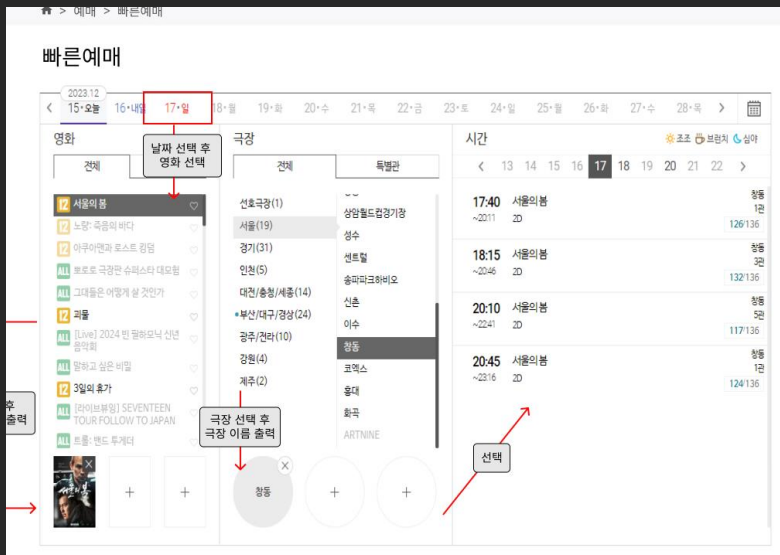 > 예매 > 빠른예매
빠른예매
2023.12
< 15•오늘 16•내일 17•일 18•월 19•화 20•수 21•목 22•금 23•토 24•일 25•월 26•화 27•수 28•목 >
영화
전체
날짜 선택 후
영화 선택
12 서울의 봄
12 노량: 죽음의 바다
12 아쿠아맨과 로스트 킹덤
ALL 뽀로로 극장판 슈퍼스타 대모험
ALL 그대들은 어떻게 살 것인가
12 괴물
ALL [Live] 2024 빈 필하모닉 신년
음악회
ALL 말하고 싶은 비밀
12 3일의 휴가
ALL [라이브뷰잉] SEVENTEEN
TOUR FOLLOW TO JAPAN
ALL 트롤: 밴드 투게더
후
출력
X
서울의 봄
+ +
극장
전체 특별관
선호극장(1)
서울(19)
경기(31)
인천(5)
대전/충청/세종(14)
•부산/대구/경상(24)
광주/전라(10)
강원(4)
제주(2)
상암월드컵경기장
성수
센트럴
송파파크하비오
신촌
이수
창동
코엑스
홍대
화곡
ARTNINE
극장 선택 후
극장 이름 출력
창동 X
+ +
시간
조조 브런치 심야
< 13 14 15 16 17 18 19 20 21 22 >
17:40 서울의 봄 창동
~20:11 2D 1관
126/136
18:15 서울의 봄 창동
~20:46 2D 3관
132/136
20:10 서울의 봄 창동
~22:41 2D 5관
117/136
20:45 서울의 봄 창동
~23:16 2D 1관
124/136
선택